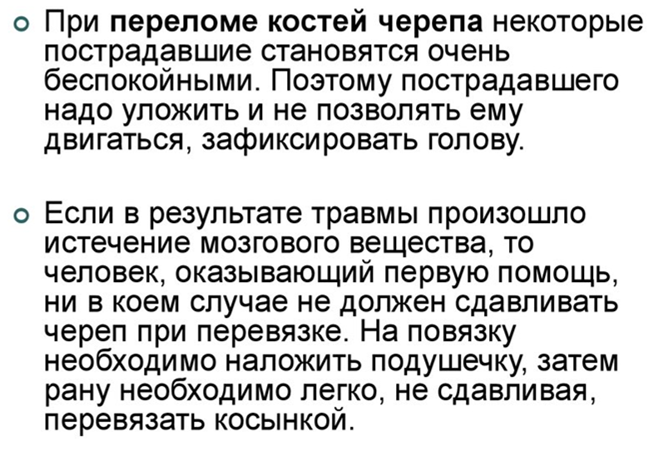 При переломе костей черепа некоторые
пострадавшие становятся очень
беспокойными. Поэтому пострадавшего
надо уложить и не позволять ему
двигаться, зафиксировать голову.
Если в результате травмы произошло
истечение мозгового вещества, то
человек, оказывающий первую помощь,
ни в коем случае не должен сдавливать
череп при перевязке. На повязку
необходимо наложить подушечку, затем
рану необходимо легко, не сдавливая,
перевязать косынкой.